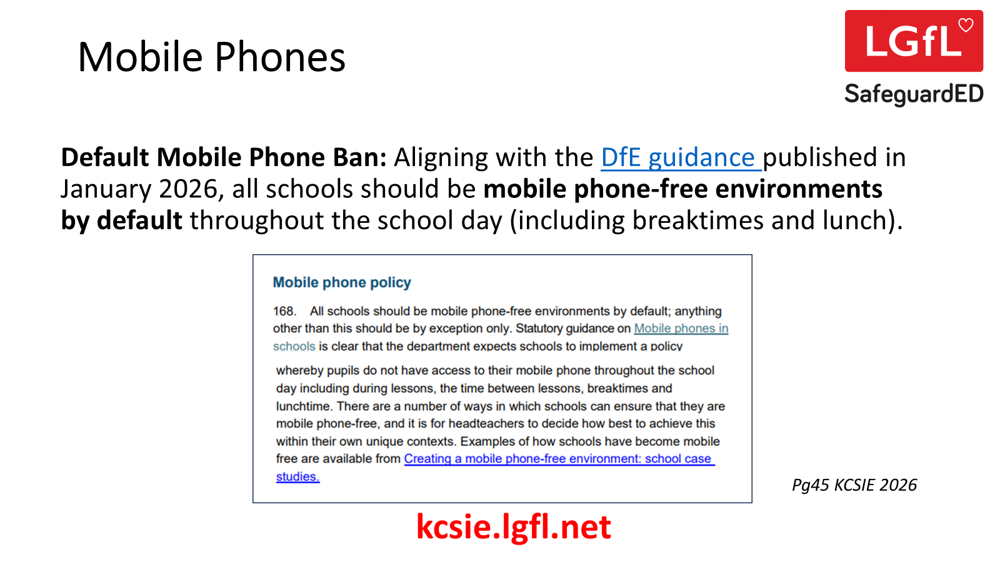 Mobile Phones
LGfL
SafeguardED
Default Mobile Phone Ban: Aligning with the DfE guidance published in
January 2026, all schools should be mobile phone-free environments
by default throughout the school day (including breaktimes and lunch).
Mobile phone policy
168. All schools should be mobile phone-free environments by default; anything
other than this should be by exception only. Statutory guidance on Mobile phones in
schools is clear that the department expects schools to implement a policy
whereby pupils do not have access to their mobile phone throughout the school
day including during lessons, the time between lessons, breaktimes and
lunchtime. There are a number of ways in which schools can ensure that they are
mobile phone-free, and it is for headteachers to decide how best to achieve this
within their own unique contexts. Examples of how schools have become mobile
free are available from Creating a mobile phone-free environment: school case
studies.
Pg45 KCSIE 2026
kcsie.lgfl.net